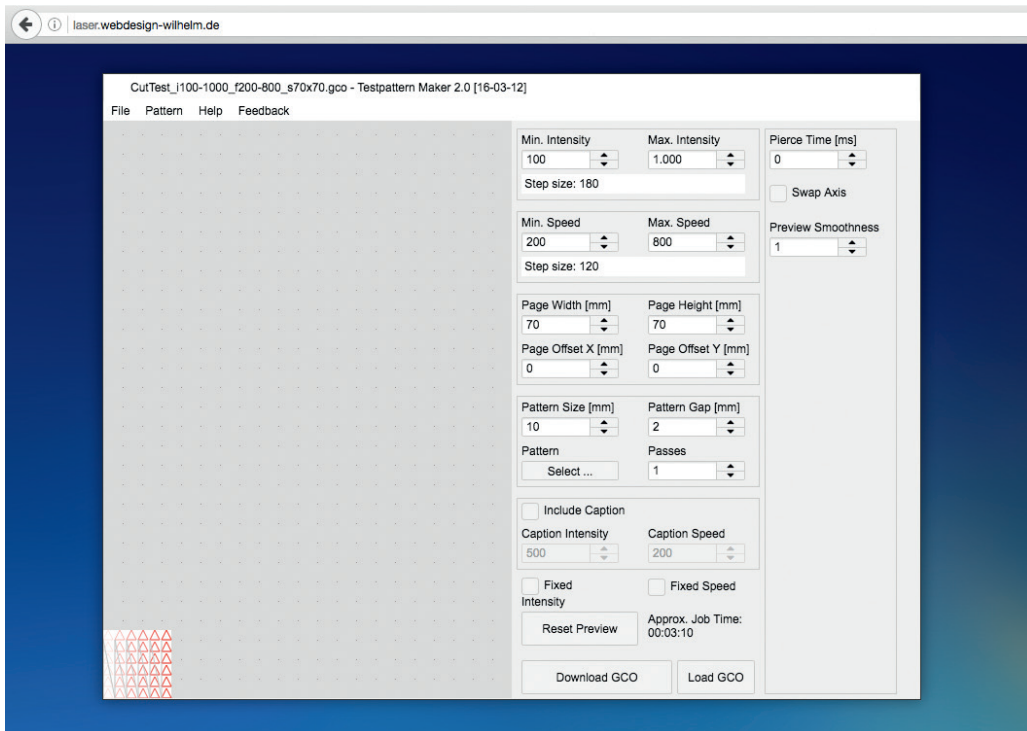 laser.webdesign-wilhelm.de
CutTest_i100-1000_f200-800_s70x70.gco - Testpattern Maker 2.0 [16-03-12]
File Pattern Help Feedback
Min. Intensity Max. Intensity
100 1.000
Step size: 180
Min. Speed Max. Speed
200 800
Step size: 120
Page Width [mm] Page Height [mm]
70 70
Page Offset X [mm] Page Offset Y [mm]
0 0
Pattern Size [mm] Pattern Gap [mm]
10 2
Pattern Passes
Select ... 1
Include Caption
Caption Intensity Caption Speed
500 200
Fixed Intensity
Fixed Speed
Reset Preview
Approx. Job Time:
00:03:10
Download GCO Load GCO
Pierce Time [ms]
0
Swap Axis
Preview Smoothness
1